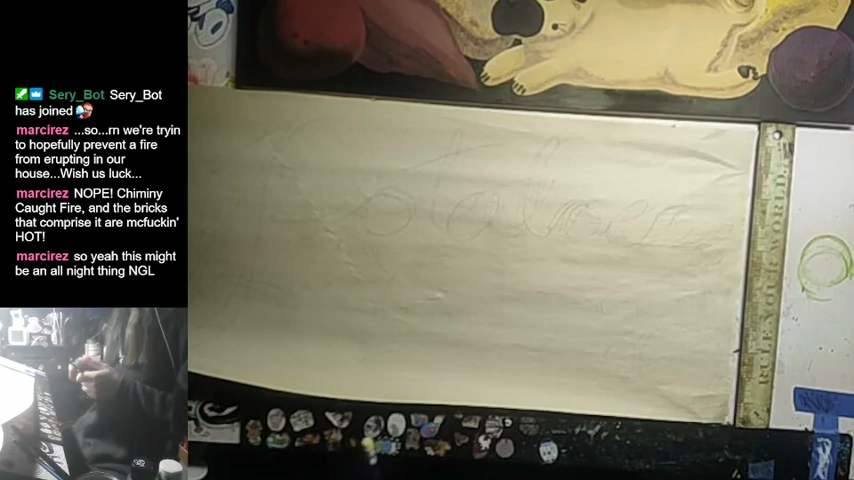 Sery_Bot Sery_Bot
has joined
marcirez ...so...rn we're tryin
to hopefully prevent a fire
from erupting in our
house...Wish us luck...
marcirez NOPE! Chiminy
Caught Fire, and the bricks
that comprise it are mcfuckin'
HOT!
marcirez so yeah this might
be an all night thing NGL
RULE YOUR WORLD